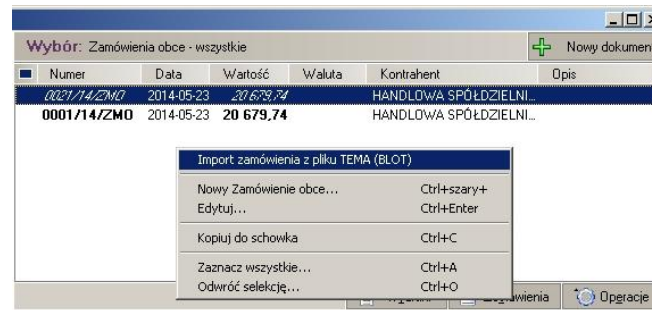 Wybór: Zamówienia obce - wszystkie Nowy dokumen
Numer Data Wartość Waluta Kontrahent Opis
0021/14/ZMO 2014-05-23 20 679,74 HANDLOWA SPÓŁDZIELNI...
0001/14/ZMO 2014-05-23 20 679,74 HANDLOWA SPÓŁDZIELNI...
Import zamówienia z pliku TEMA (BLOT)
Nowy Zamówienie obce... Ctrl+szary+
Edytuj... Ctrl+Enter
Kopiuj do schowka Ctrl+C
Zaznacz wszystkie... Ctrl+A
Odwróć selekcję... Ctrl+O
Operacje